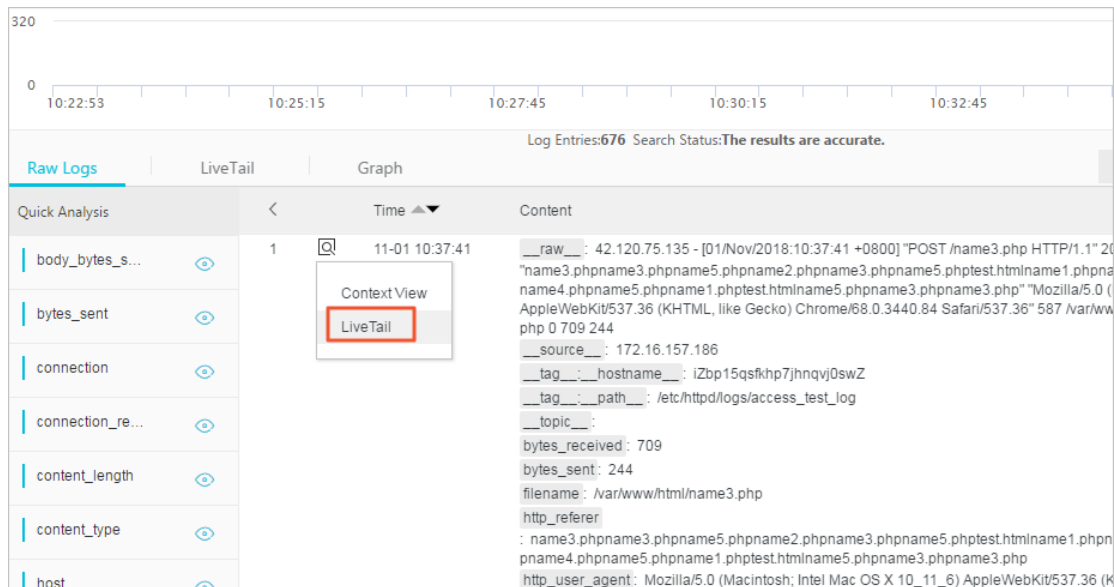 320
0
10:22:53 10:25:15 10:27:45 10:30:15 10:32:45
Log Entries:676 Search Status:The results are accurate.
Raw Logs LiveTail Graph
Quick Analysis < Time Content
1 11-01 10:37:41 __raw__ : 42.120.75.135 - [01/Nov/2018:10:37:41 +0800] "POST /name3.php HTTP/1.1" 20
body_bytes_s... "name3.phpname3.phpname5.phpname2.phpname3.phpname5.phptest.htmlname1.phpna
Context View name4.phpname5.phpname1.phptest.htmlname5.phpname3.phpname3.php" "Mozilla/5.0 (
bytes_sent AppleWebKit/537.36 (KHTML, like Gecko) Chrome/68.0.3440.84 Safari/537.36" 587 /var/ww
LiveTail php 0 709 244
__source__ : 172.16.157.186
connection __tag__:__hostname__ : iZbp15qsfkhp7jhnqvj0swZ
__tag__:__path__ : /etc/httpd/logs/access_test_log
connection_re... __topic__ :
bytes_received : 709
content_length bytes_sent : 244
filename : /var/www/html/name3.php
content_type http_referer
: name3.phpname3.phpname5.phpname2.phpname3.phpname5.phptest.htmlname1.phpn
pname4.phpname5.phpname1.phptest.htmlname5.phpname3.phpname3.php
host http_user_agent : Mozilla/5.0 (Macintosh; Intel Mac OS X 10_11_6) AppleWebKit/537.36 (K